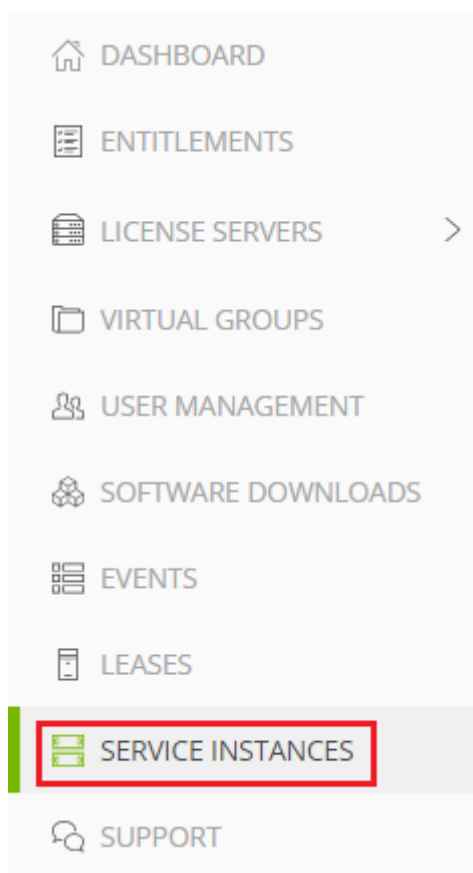 DASHBOARD
ENTITLEMENTS
LICENSE SERVERS
VIRTUAL GROUPS
USER MANAGEMENT
SOFTWARE DOWNLOADS
EVENTS
LEASES
SERVICE INSTANCES
SUPPORT